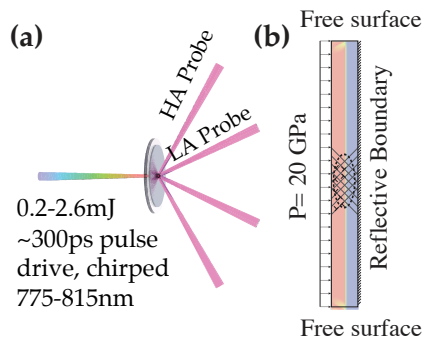 (a)
HA Probe
LA Probe
0.2-2.6mJ
~300ps pulse
drive, chirped
775-815nm
(b)
Free surface
P= 20 GPa
Reflective Boundary
Free surface